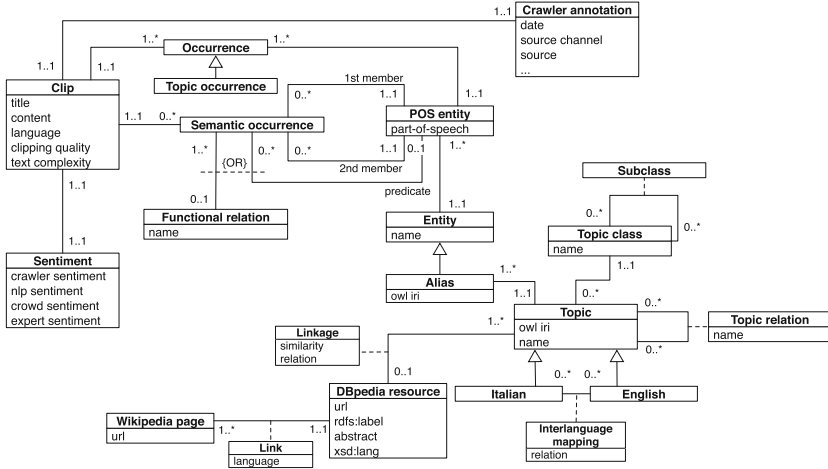 Crawler annotation
date
source channel
source
...
1..1
1..*
Occurrence
1..*
1..1
1..1
Topic occurrence
1st member
0..*
1..1
1..1
Clip
title
content
language
clipping quality
text complexity
1..1
0..*
Semantic occurrence
POS entity
part-of-speech
1..*
{OR}
0..*
0..*
1..1
0..1
1..*
2nd member
predicate
1..1
0..1
Functional relation
name
1..1
Entity
name
Subclass
0..*
0..*
Topic class
name
1..1
1..1
Sentiment
crawler sentiment
nlp sentiment
crowd sentiment
expert sentiment
Alias
owl iri
1..*
1..1
0..*
Topic
owl iri
name
0..*
0..*
Topic relation
name
1..*
Linkage
similarity
relation
0..1
DBpedia resource
url
rdfs:label
abstract
xsd:lang
0..*
0..*
Italian
English
Interlanguage
mapping
relation
Wikipedia page
url
1..*
1..1
Link
language